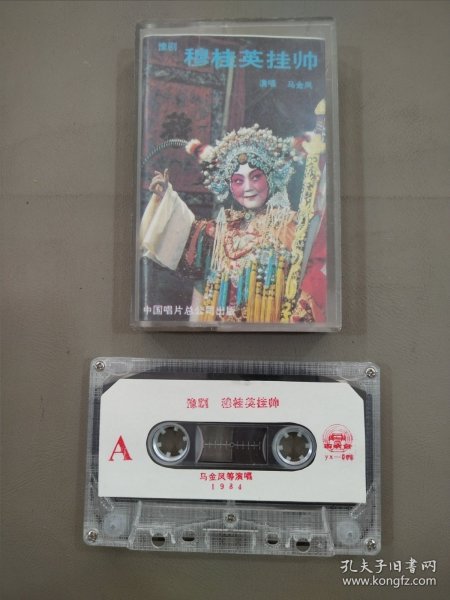 豫剧 穆桂英挂帅
演唱 马金凤
中国唱片总公司出版
豫剧 穆桂英挂帅
A
马金凤等演唱
1984
孔夫子旧书网
www.kongfz.com